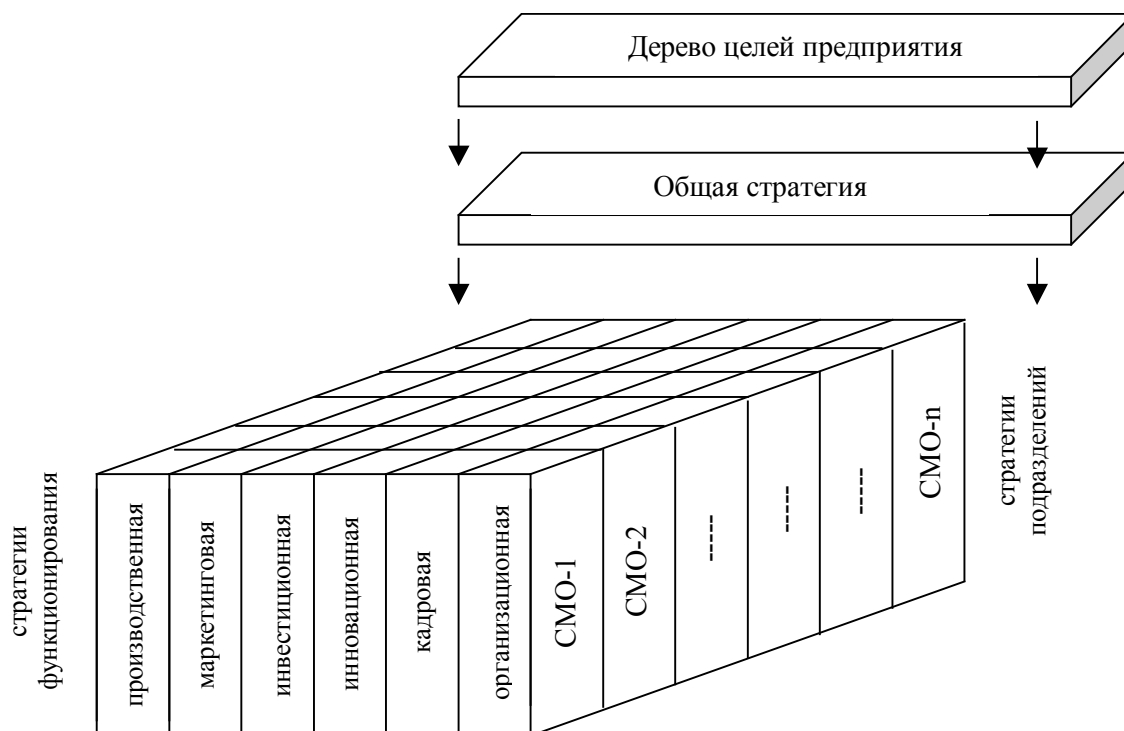 Дерево целей предприятия
Общая стратегия
стратегии
функционирования
производственная
маркетинговая
инвестиционная
инновационная
кадровая
организационная
СМО-1
СМО-2
------
-----
-----
СМО-n
стратегии
подразделений